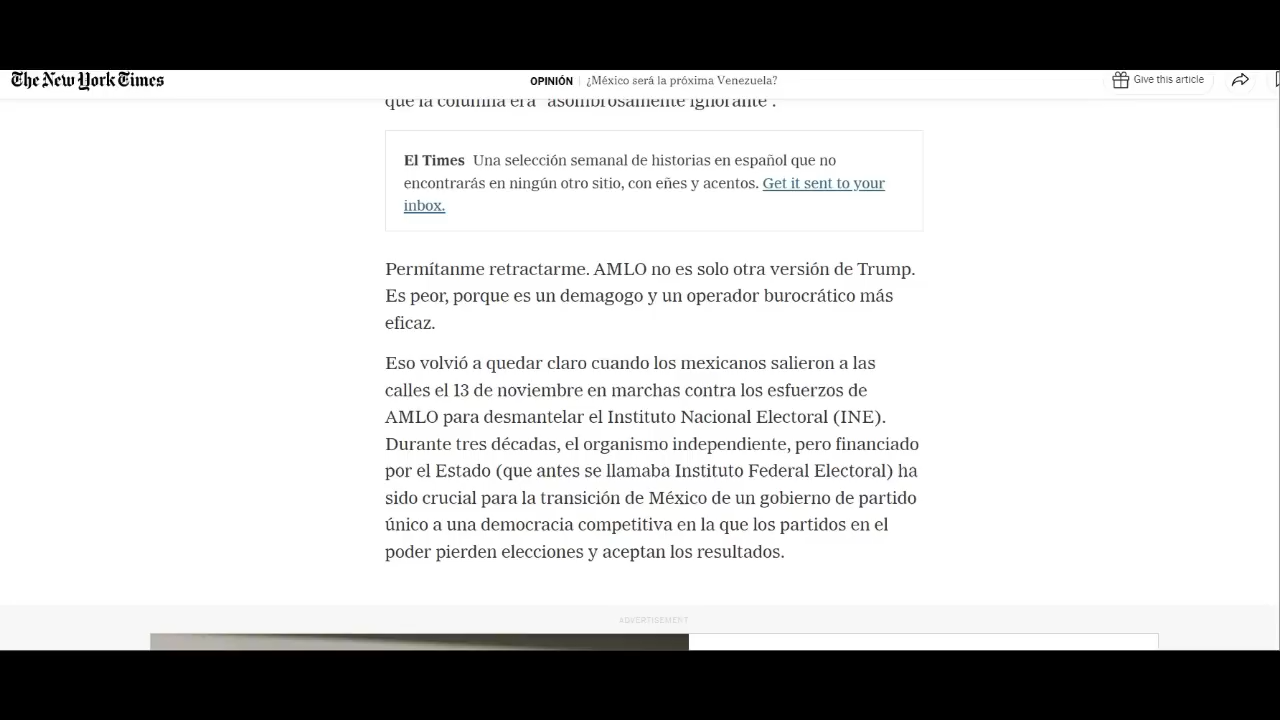 The New York Times
OPINIÓN | ¿México será la próxima Venezuela?
Give this article
que la columna era "asombrosamente ignorante".
El Times Una selección semanal de historias en español que no
encontrarás en ningún otro sitio, con eñes y acentos. Get it sent to your
inbox.
Permítanme retractarme. AMLO no es solo otra versión de Trump.
Es peor, porque es un demagogo y un operador burocrático más
eficaz.
Eso volvió a quedar claro cuando los mexicanos salieron a las
calles el 13 de noviembre en marchas contra los esfuerzos de
AMLO para desmantelar el Instituto Nacional Electoral (INE).
Durante tres décadas, el organismo independiente, pero financiado
por el Estado (que antes se llamaba Instituto Federal Electoral) ha
sido crucial para la transición de México de un gobierno de partido
único a una democracia competitiva en la que los partidos en el
poder pierden elecciones y aceptan los resultados.
ADVERTISEMENT